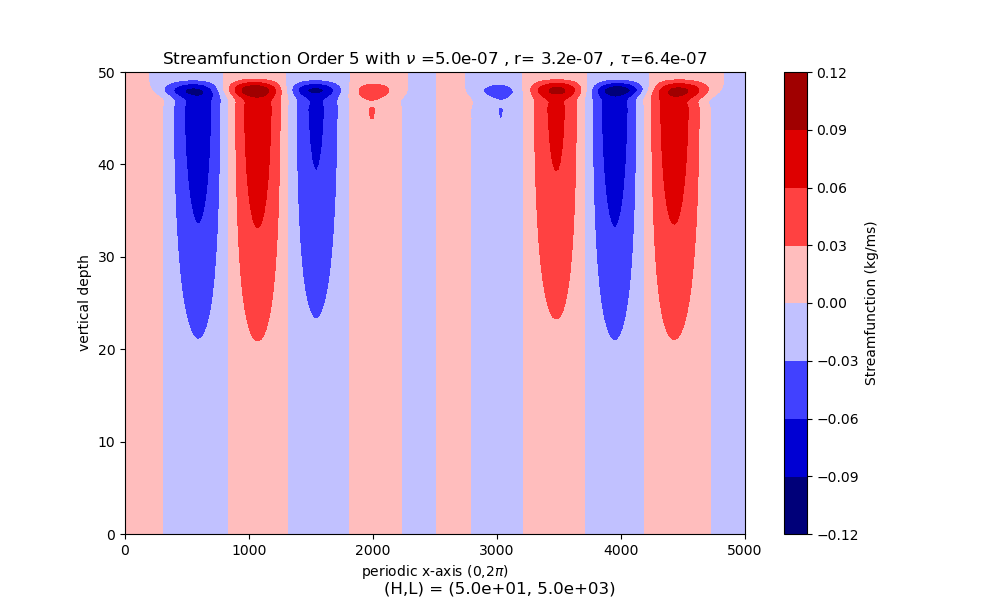 Streamfunction Order 5 with ν =5.0e-07 , r= 3.2e-07 , τ=6.4e-07
50
40
30
20
10
0
vertical depth
0 1000 2000 3000 4000 5000
periodic x-axis (0,2π)
(H,L) = (5.0e+01, 5.0e+03)
0.12
0.09
0.06
0.03
0.00
−0.03
−0.06
−0.09
−0.12
Streamfunction (kg/ms)